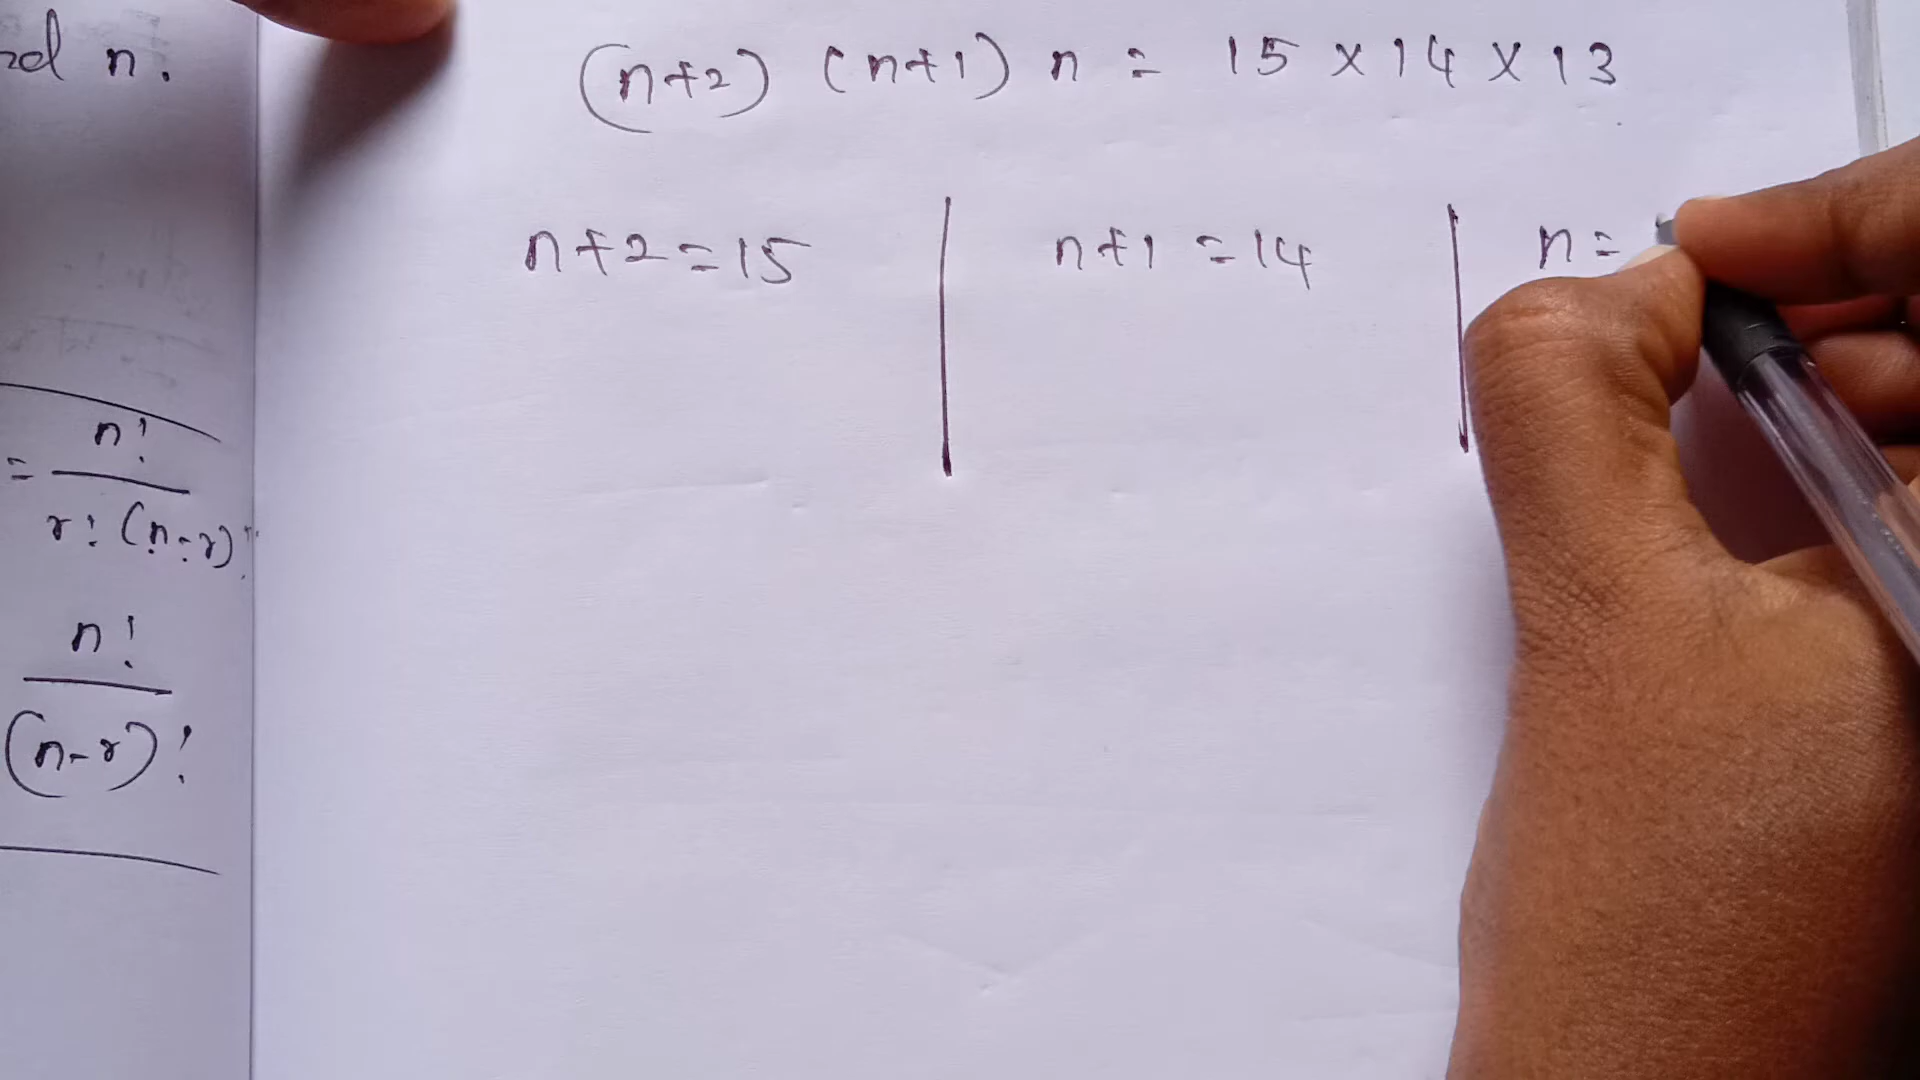 n.
(n+2) (n+1) n = 15 × 14 × 13
n+2=15
n+1=14
n=
= n!
r! (n-r)!
n!
(n-r)!